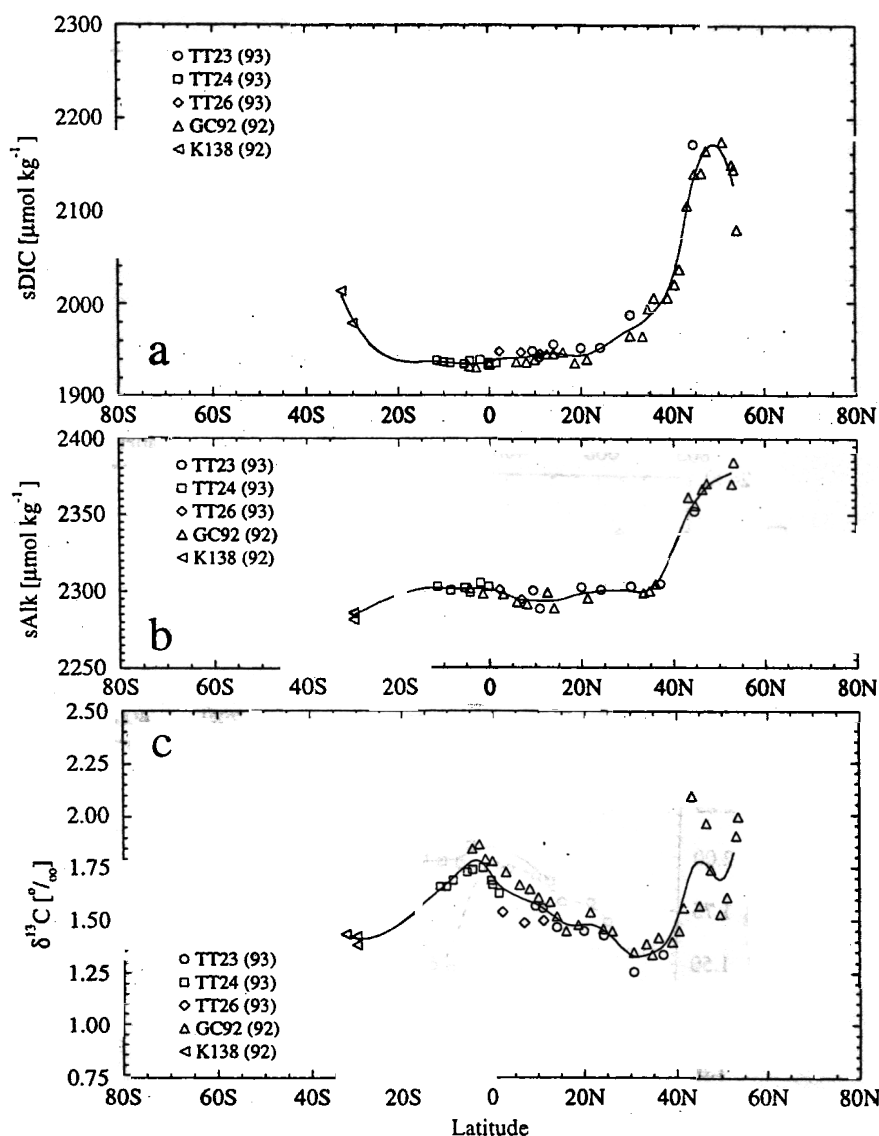 2300
2200
2100
2000
1900
sDIC [μmol kg⁻¹]
TT23 (93)
TT24 (93)
TT26 (93)
GC92 (92)
K138 (92)
a
80S 60S 40S 20S 0 20N 40N 60N 80N
2400
2350
2300
2250
sAlk [μmol kg⁻¹]
TT23 (93)
TT24 (93)
TT26 (93)
GC92 (92)
K138 (92)
b
80S 60S 40S 20S 0 20N 40N 60N 80N
2.50
2.25
2.00
1.75
1.50
1.25
1.00
0.75
δ¹³C [⁰/₀₀]
c
TT23 (93)
TT24 (93)
TT26 (93)
GC92 (92)
K138 (92)
80S 60S 40S 20S 0 20N 40N 60N 80N
Latitude